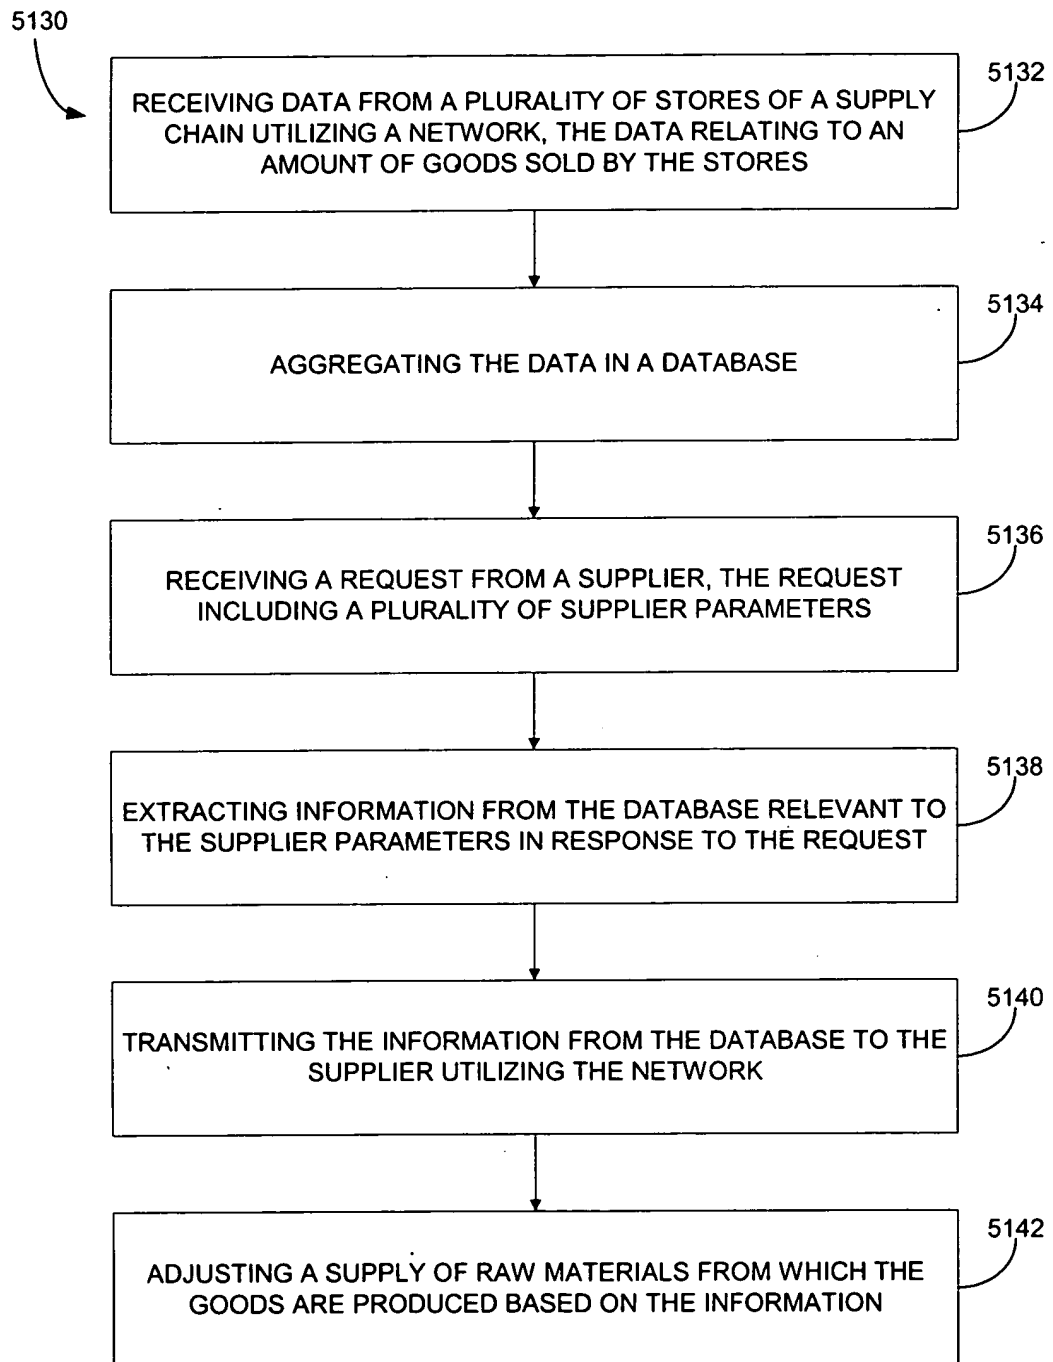 5130
5132
RECEIVING DATA FROM A PLURALITY OF STORES OF A SUPPLY
CHAIN UTILIZING A NETWORK, THE DATA RELATING TO AN
AMOUNT OF GOODS SOLD BY THE STORES
5134
AGGREGATING THE DATA IN A DATABASE
5136
RECEIVING A REQUEST FROM A SUPPLIER, THE REQUEST
INCLUDING A PLURALITY OF SUPPLIER PARAMETERS
5138
EXTRACTING INFORMATION FROM THE DATABASE RELEVANT TO
THE SUPPLIER PARAMETERS IN RESPONSE TO THE REQUEST
5140
TRANSMITTING THE INFORMATION FROM THE DATABASE TO THE
SUPPLIER UTILIZING THE NETWORK
5142
ADJUSTING A SUPPLY OF RAW MATERIALS FROM WHICH THE
GOODS ARE PRODUCED BASED ON THE INFORMATION